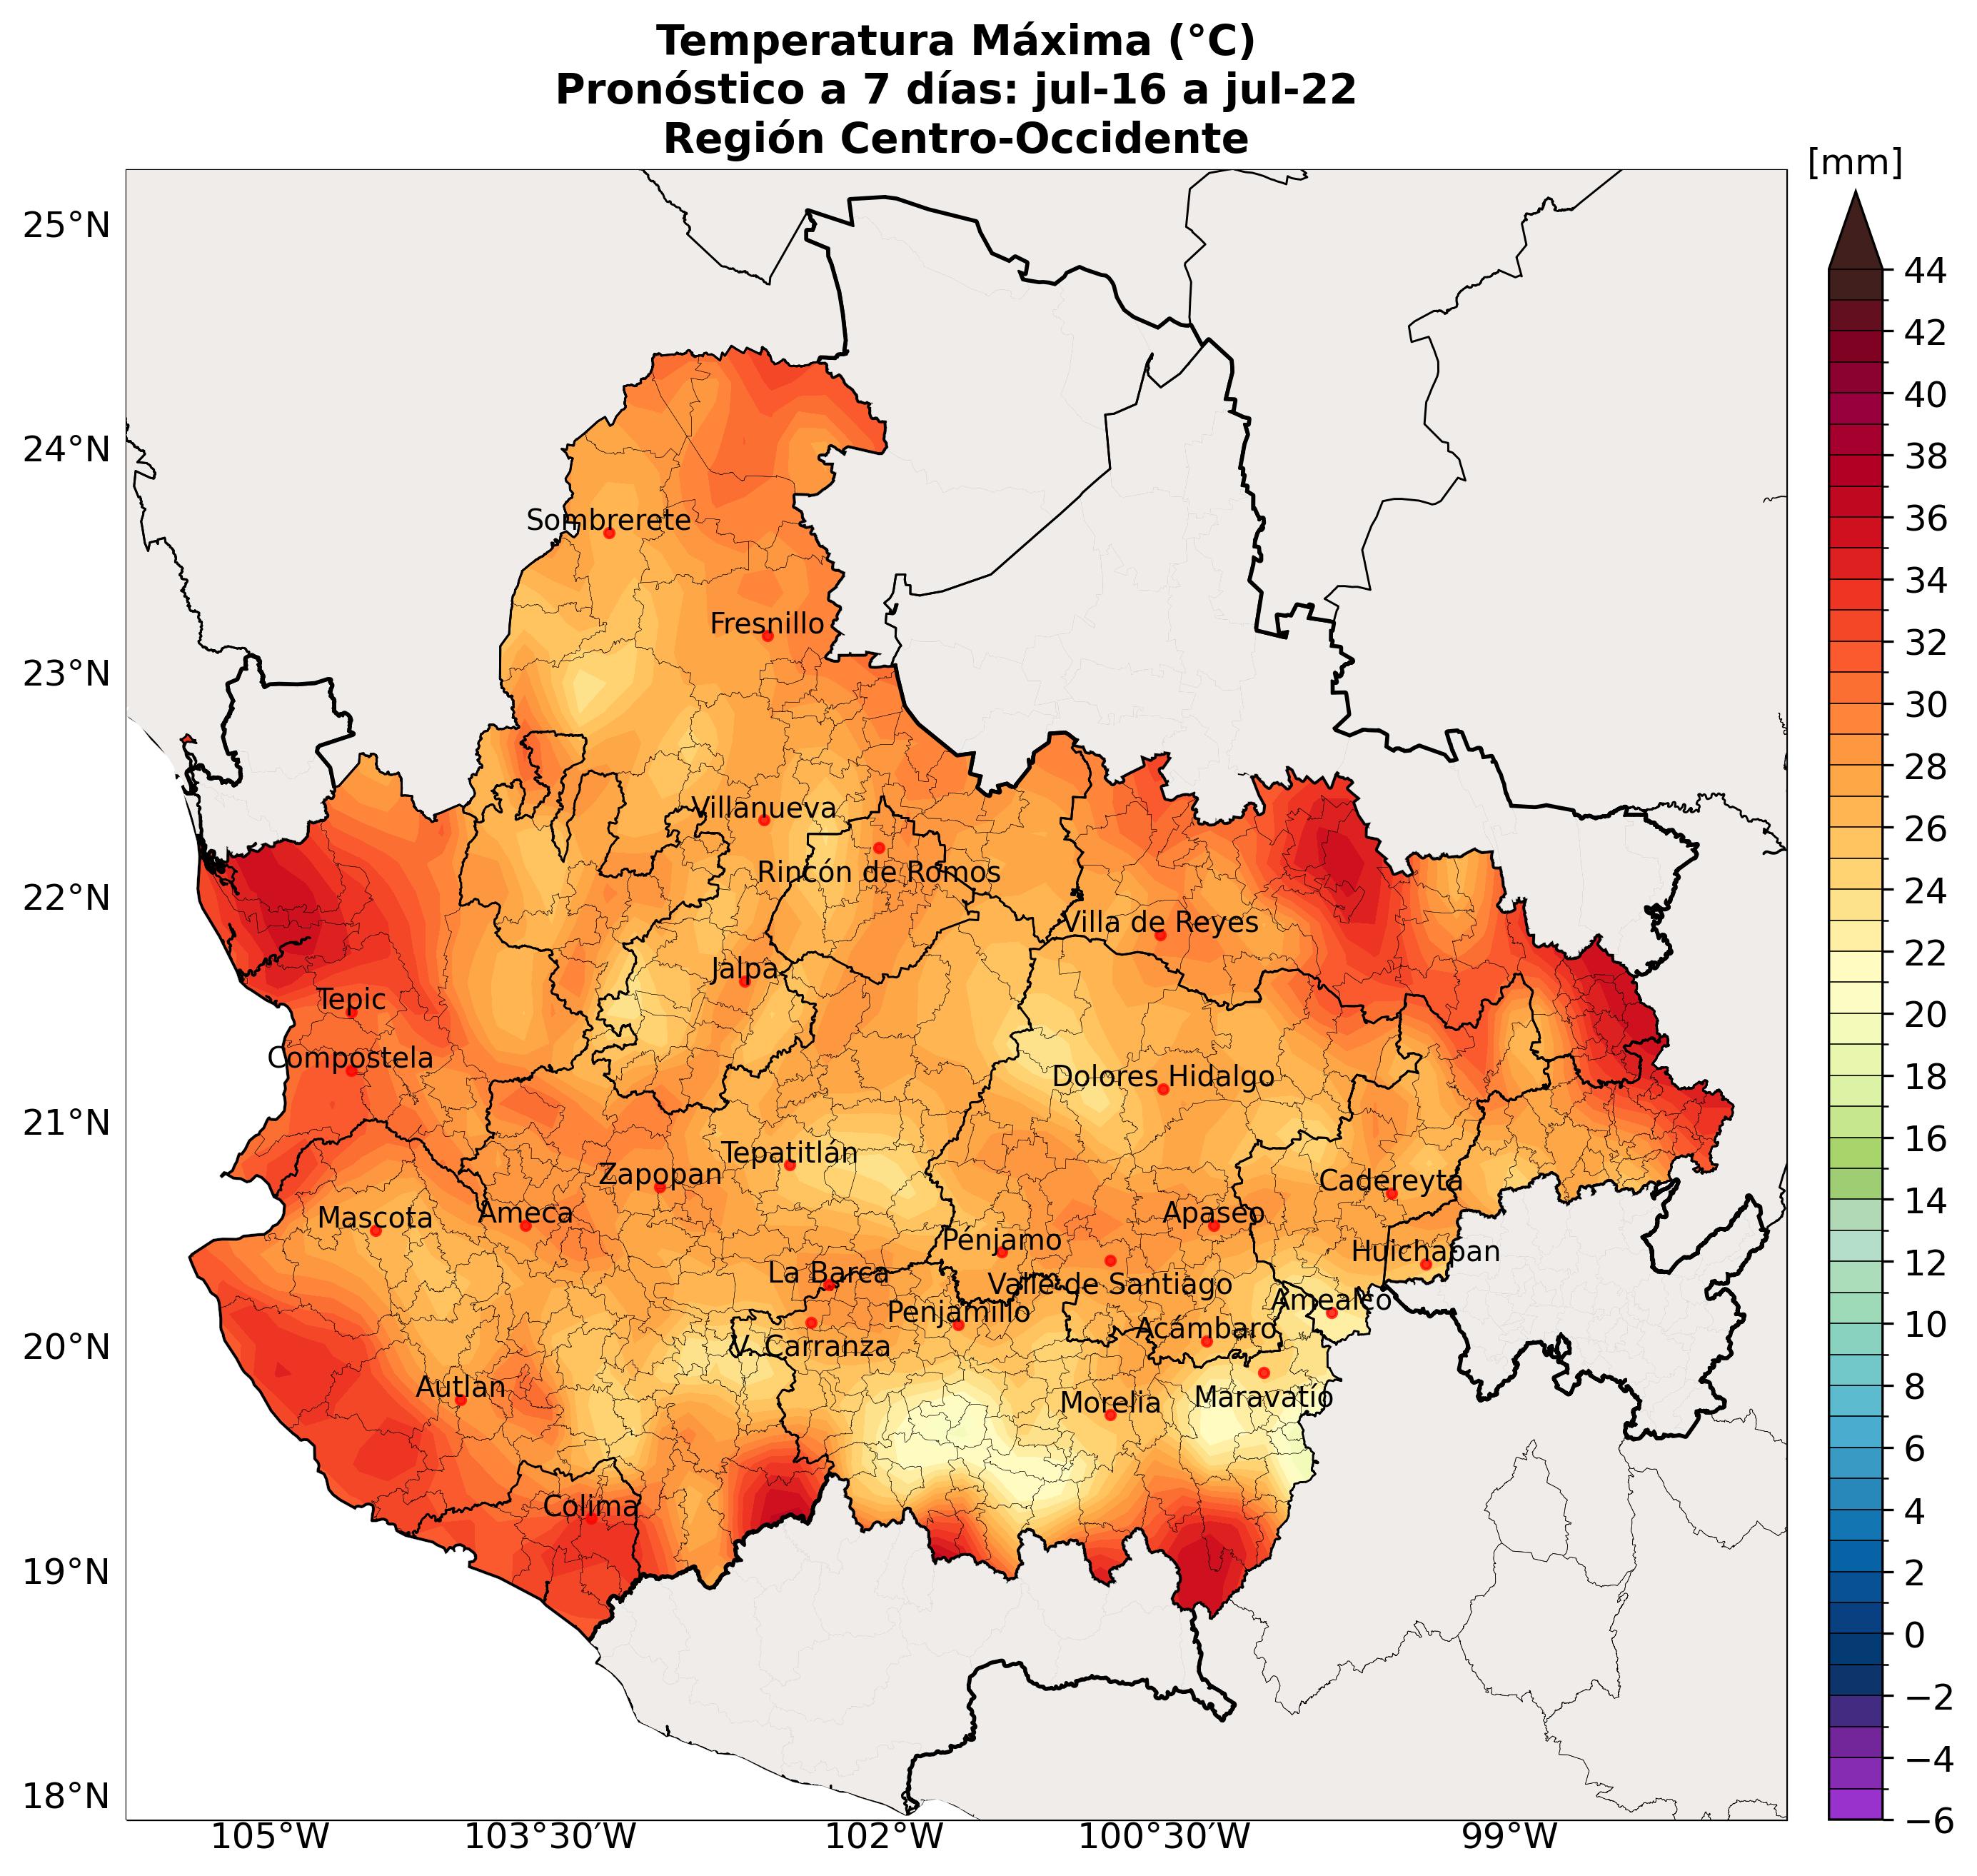 Temperatura Máxima (°C)
Pronóstico a 7 días: jul-16 a jul-22
Región Centro-Occidente
[mm]
25°N
24°N
23°N
22°N
21°N
20°N
19°N
18°N
105°W
103°30′W
102°W
100°30′W
99°W
44
42
40
38
36
34
32
30
28
26
24
22
20
18
16
14
12
10
8
6
4
2
0
−2
−4
−6
Sombrerete
Fresnillo
Villanueva
Rincón de Romos
Villa de Reyes
Jalpa
Tepic
Compostela
Dolores Hidalgo
Tepatitlán
Zapopan
Cadereyta
Mascota
Ameca
Apaseo
Pénjamo
Huichapan
La Barca
Valle de Santiago
Amealco
Penjamillo
Acámbaro
V. Carranza
Autlan
Morelia
Maravatío
Colima